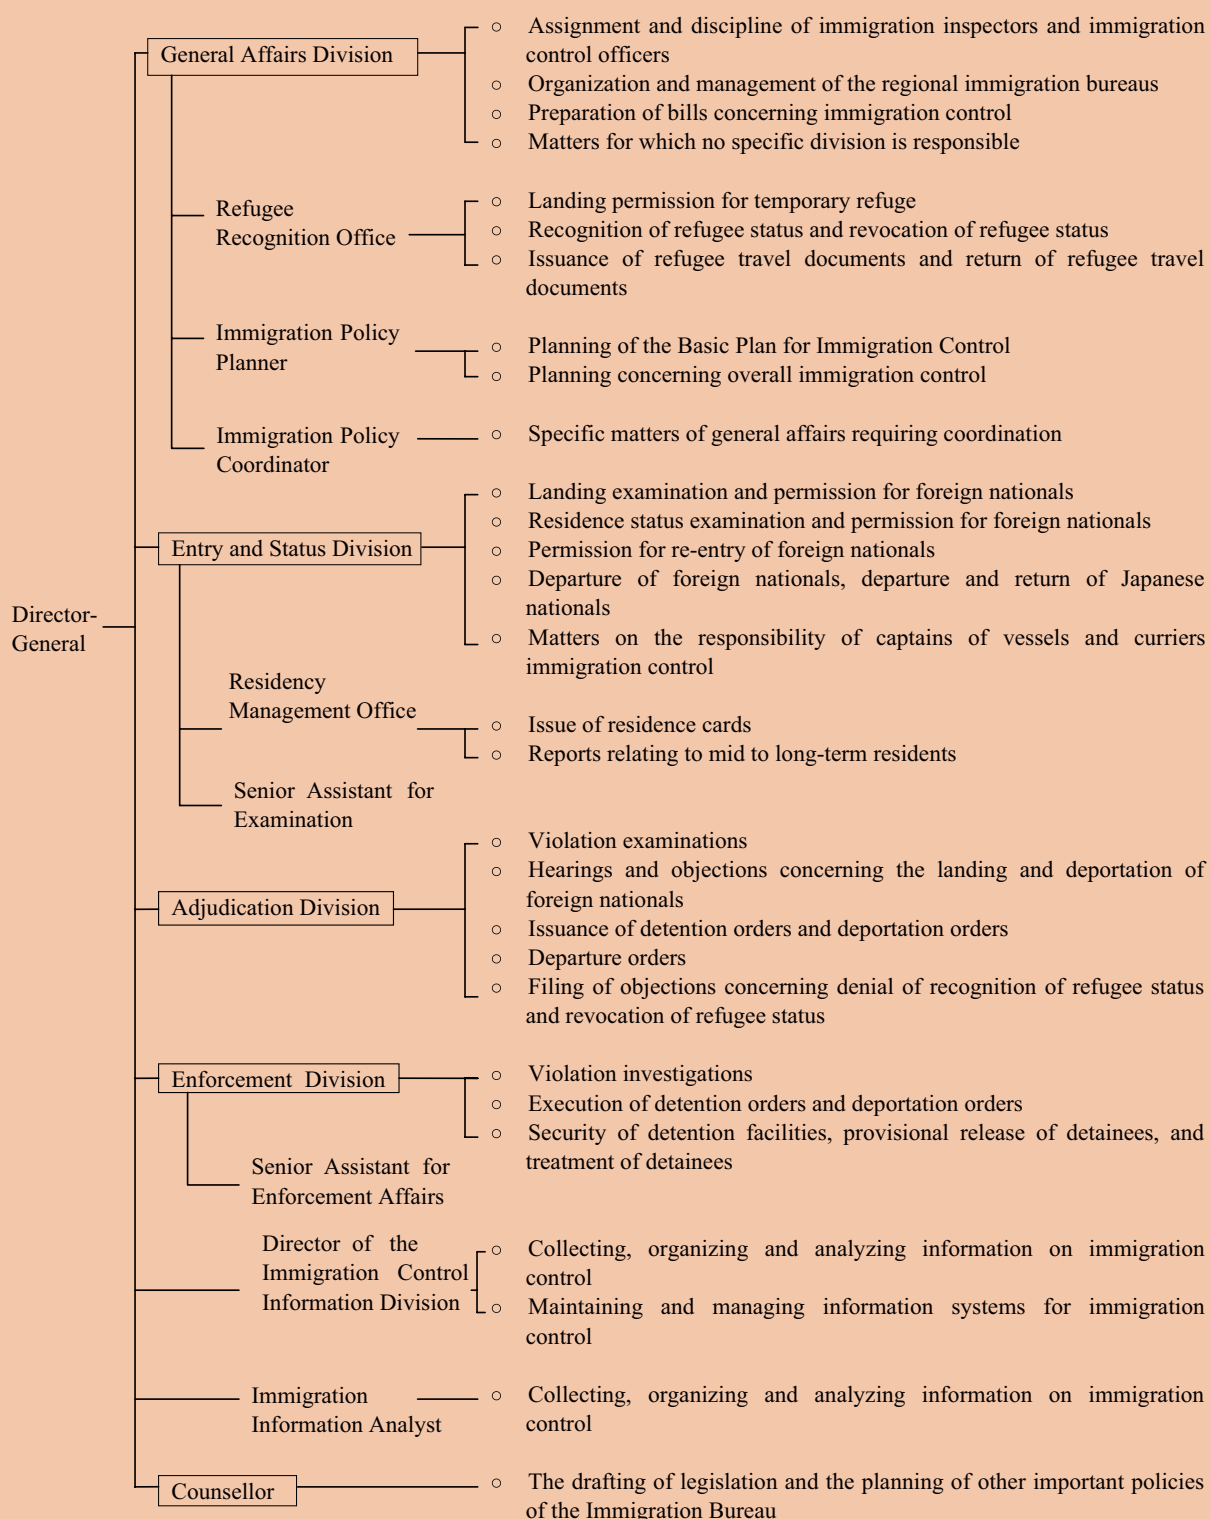 General Affairs Division
○ Assignment and discipline of immigration inspectors and immigration
control officers
○ Organization and management of the regional immigration bureaus
○ Preparation of bills concerning immigration control
○ Matters for which no specific division is responsible
Refugee
Recognition Office
○ Landing permission for temporary refuge
○ Recognition of refugee status and revocation of refugee status
○ Issuance of refugee travel documents and return of refugee travel
documents
Immigration Policy
Planner
○ Planning of the Basic Plan for Immigration Control
○ Planning concerning overall immigration control
Immigration Policy
Coordinator
○ Specific matters of general affairs requiring coordination
Director-
General
Entry and Status Division
○ Landing examination and permission for foreign nationals
○ Residence status examination and permission for foreign nationals
○ Permission for re-entry of foreign nationals
○ Departure of foreign nationals, departure and return of Japanese
nationals
○ Matters on the responsibility of captains of vessels and curriers
immigration control
Residency
Management Office
○ Issue of residence cards
○ Reports relating to mid to long-term residents
Senior Assistant for
Examination
Adjudication Division
○ Violation examinations
○ Hearings and objections concerning the landing and deportation of
foreign nationals
○ Issuance of detention orders and deportation orders
○ Departure orders
○ Filing of objections concerning denial of recognition of refugee status
and revocation of refugee status
Enforcement Division
○ Violation investigations
○ Execution of detention orders and deportation orders
○ Security of detention facilities, provisional release of detainees, and
treatment of detainees
Senior Assistant for
Enforcement Affairs
Director of the
Immigration Control
Information Division
○ Collecting, organizing and analyzing information on immigration
control
○ Maintaining and managing information systems for immigration
control
Immigration
Information Analyst
○ Collecting, organizing and analyzing information on immigration
control
Counsellor
○ The drafting of legislation and the planning of other important policies
of the Immigration Bureau